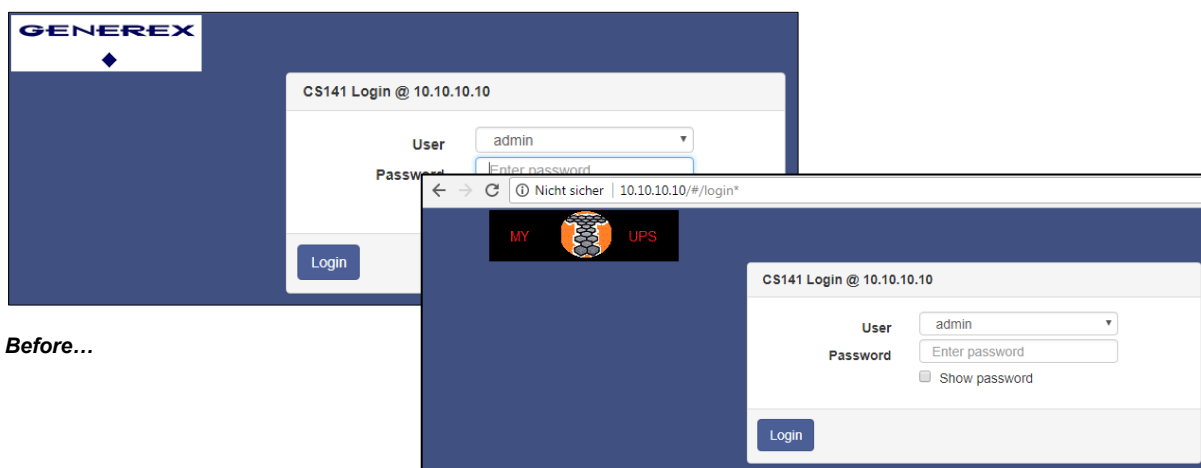 GENEREX
CS141 Login @ 10.10.10.10
User admin
Password Enter password
Login
Before…
Nicht sicher | 10.10.10.10/#/login*
MY UPS
CS141 Login @ 10.10.10.10
User admin
Password Enter password
Show password
Login